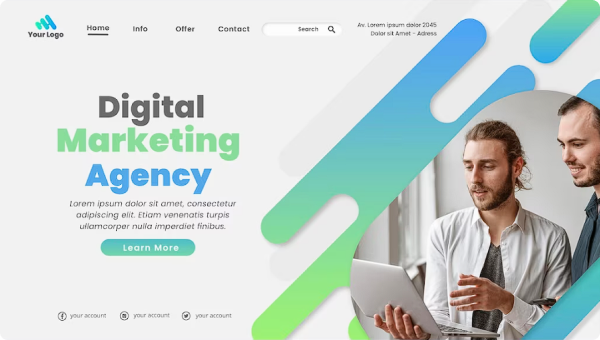 Your Logo
Home
Info
Offer
Contact
Search
Av. Lorem ipsum dolor 2045
Dolor sit Amet - Adress
Digital
Marketing
Agency
Lorem ipsum dolor sit amet, consectetur
adipiscing elit. Etiam venenatis turpis
ullamcorper nulla imperdiet finibus.
Learn More
your account
your account
your account